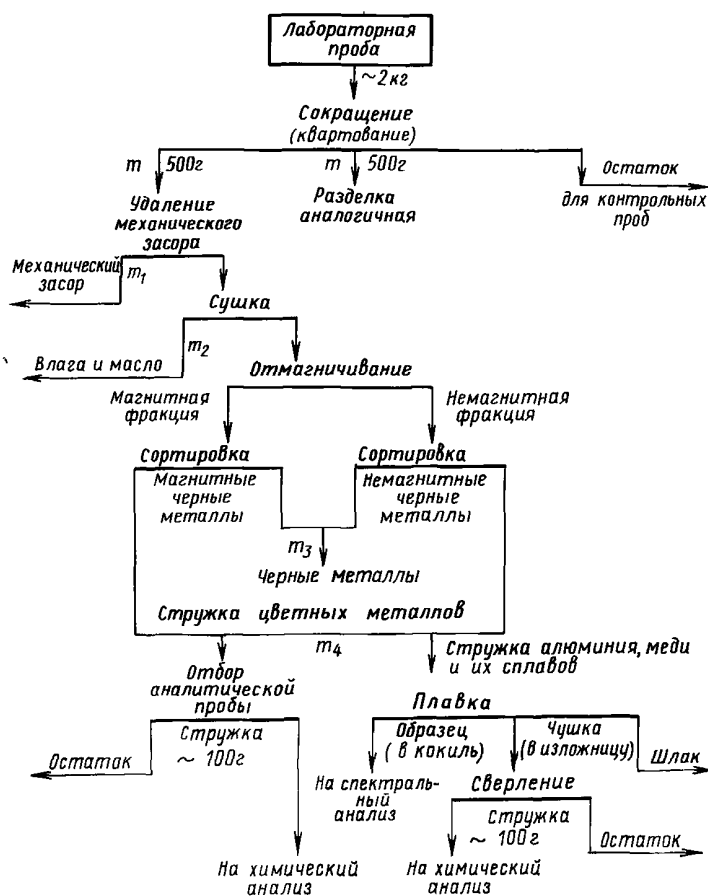 Лабораторная
проба
~2кг
Сокращение
(квартование)
m 500г
m 500г
Остаток
для контрольных
проб
Удаление
механического
засора
Разделка
аналогичная
Механический
засор
m1
Сушка
Влага и масло
m2
Отмагничивание
Магнитная
фракция
Немагнитная
фракция
Сортировка
Сортировка
Магнитные
черные
металлы
Немагнитные
черные
металлы
m3
Черные металлы
Стружка цветных металлов
m4
Отбор
аналитической
пробы
Стружка алюминия, меди
и их сплавов
Плавка
Остаток
Стружка
~ 100г
Образец
(в кокиль)
Чушка
(в изложницу)
Шлак
На спектраль-
ный
анализ
Сверление
Стружка
~ 100г
Остаток
На химический
анализ
На химический
анализ